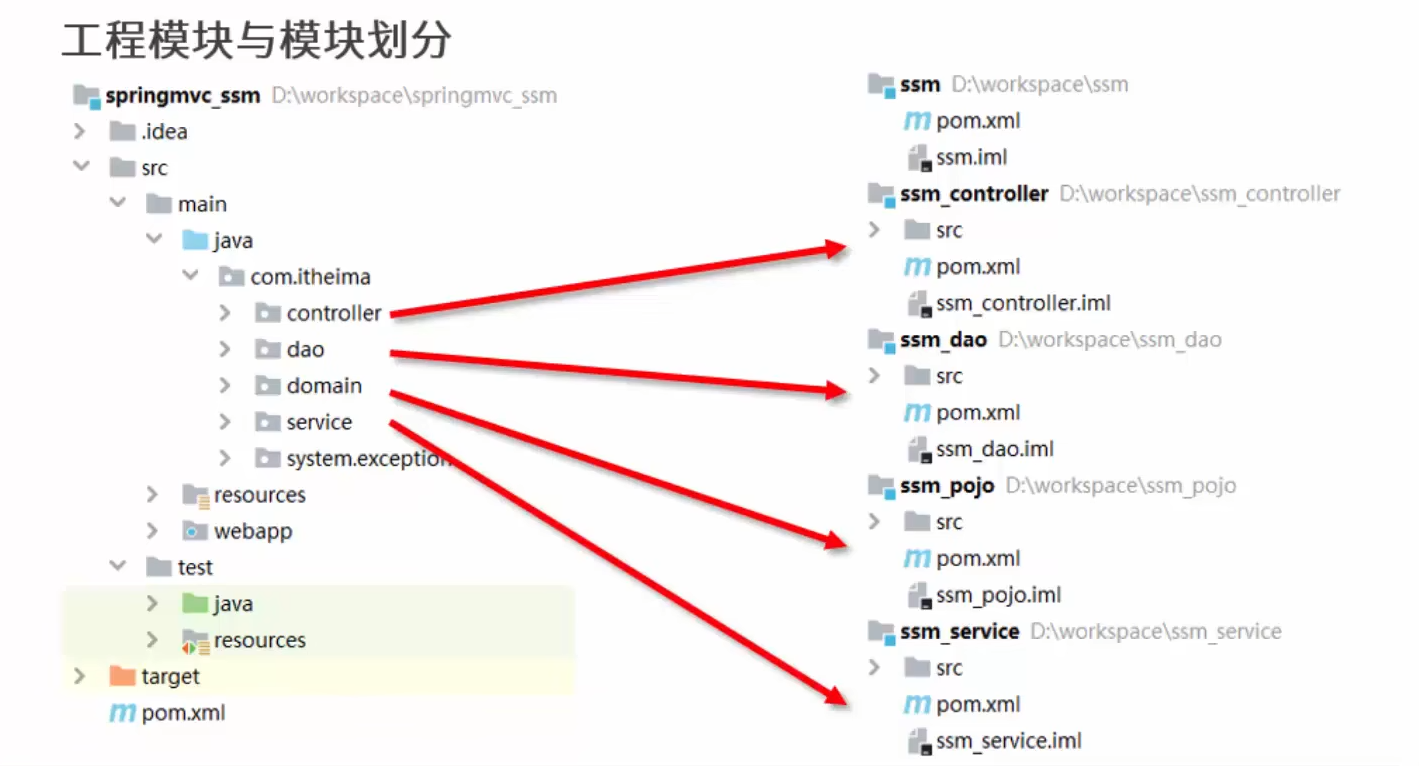 工程模块与模块划分
springmvc_ssm D:\workspace\springmvc_ssm
.idea
src
main
java
com.itheima
controller
dao
domain
service
system.exception
resources
webapp
test
java
resources
target
pom.xml
ssm D:\workspace\ssm
pom.xml
ssm.iml
ssm_controller D:\workspace\ssm_controller
src
pom.xml
ssm_controller.iml
ssm_dao D:\workspace\ssm_dao
src
pom.xml
ssm_dao.iml
ssm_pojo D:\workspace\ssm_pojo
src
pom.xml
ssm_pojo.iml
ssm_service D:\workspace\ssm_service
src
pom.xml
ssm_service.iml